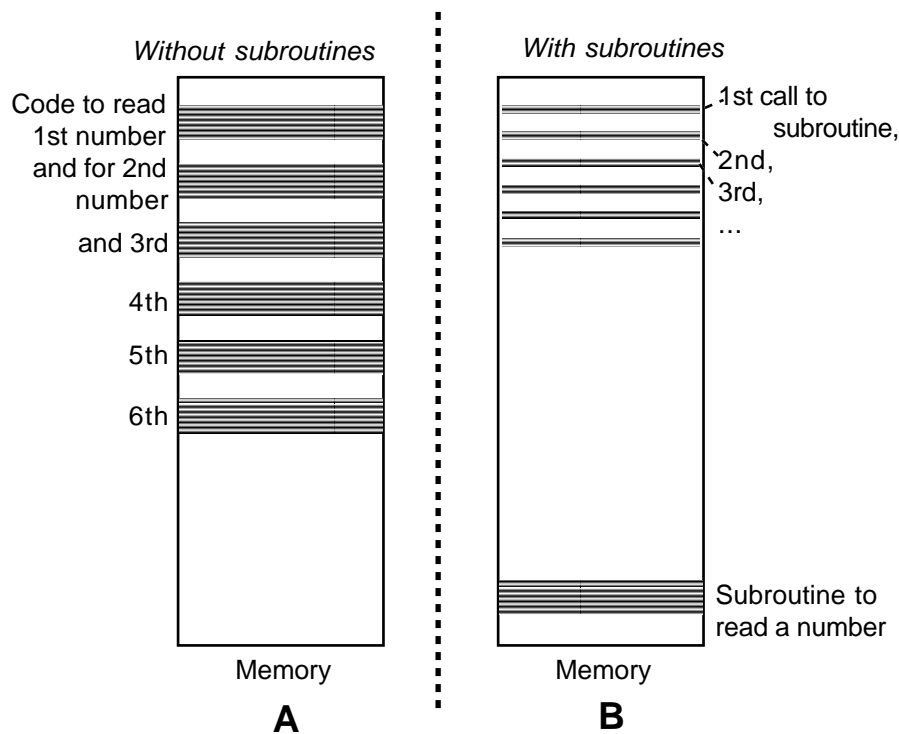 Without subroutines
Code to read
1st number
and for 2nd
number
and 3rd
4th
5th
6th
Memory
A
With subroutines
1st call to
subroutine,
2nd,
3rd,
...
Subroutine to
read a number
Memory
B